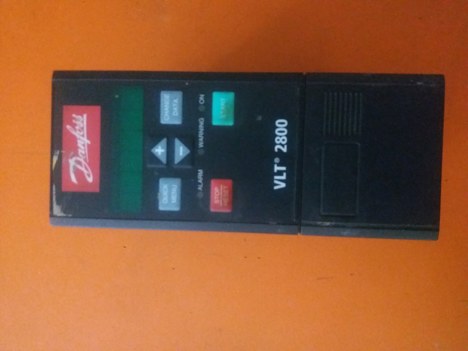 Danfoss
QUICK
MENU
+
-
CHANGE
DATA
ALARM
WARNING
ON
STOP
RESET
START
VLT® 2800